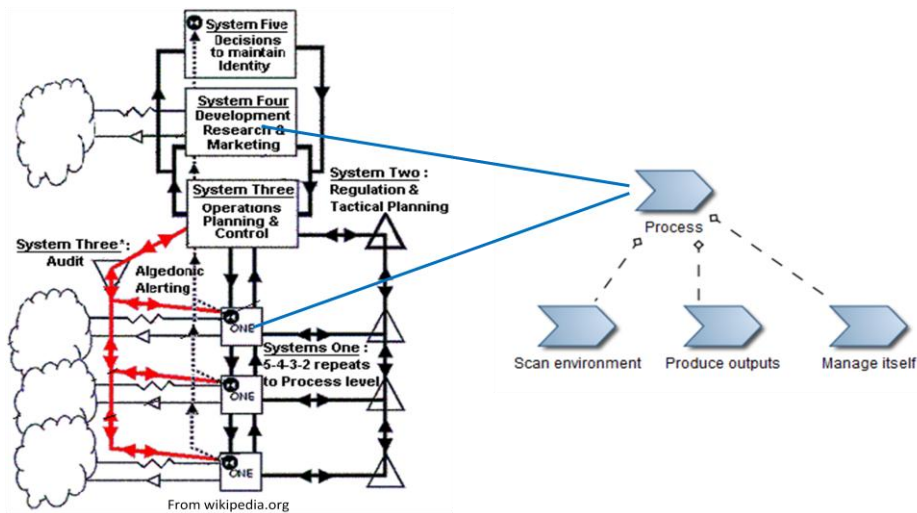 System Five
Decisions
to maintain
Identity
System Four
Development
Research &
Marketing
System Two :
Regulation &
Tactical Planning
System Three
Operations
Planning &
Control
System Three*:
Audit
Algedonic
Alerting
ONE
Systems One :
5-4-3-2 repeats
to Process level
ONE
ONE
From wikipedia.org
Process
Scan environment
Produce outputs
Manage itself